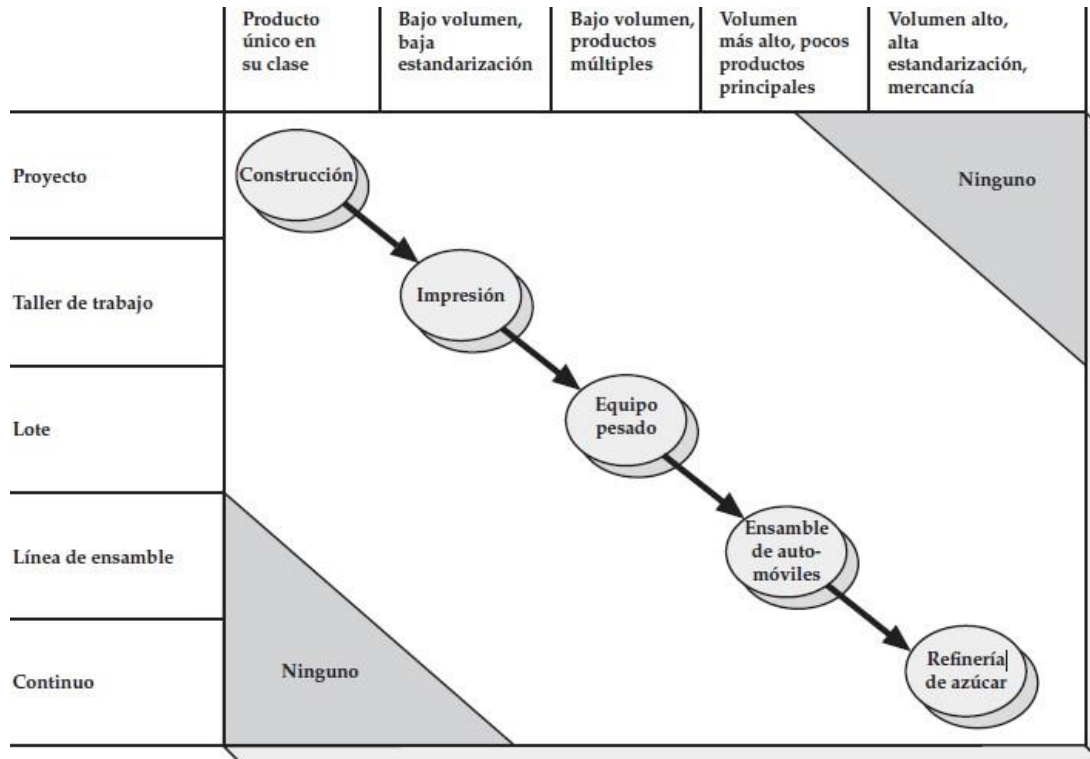 Producto
único en
su clase
Bajo volumen,
baja
estandarización
Bajo volumen,
productos
múltiples
Volumen
más alto, pocos
productos
principales
Volumen alto,
alta
estandarización,
mercancía
Proyecto
Construcción
Ninguno
Taller de trabajo
Impresión
Lote
Equipo
pesado
Línea de ensamble
Ensamble
de auto-
móviles
Continuo
Ninguno
Refinería
de azúcar